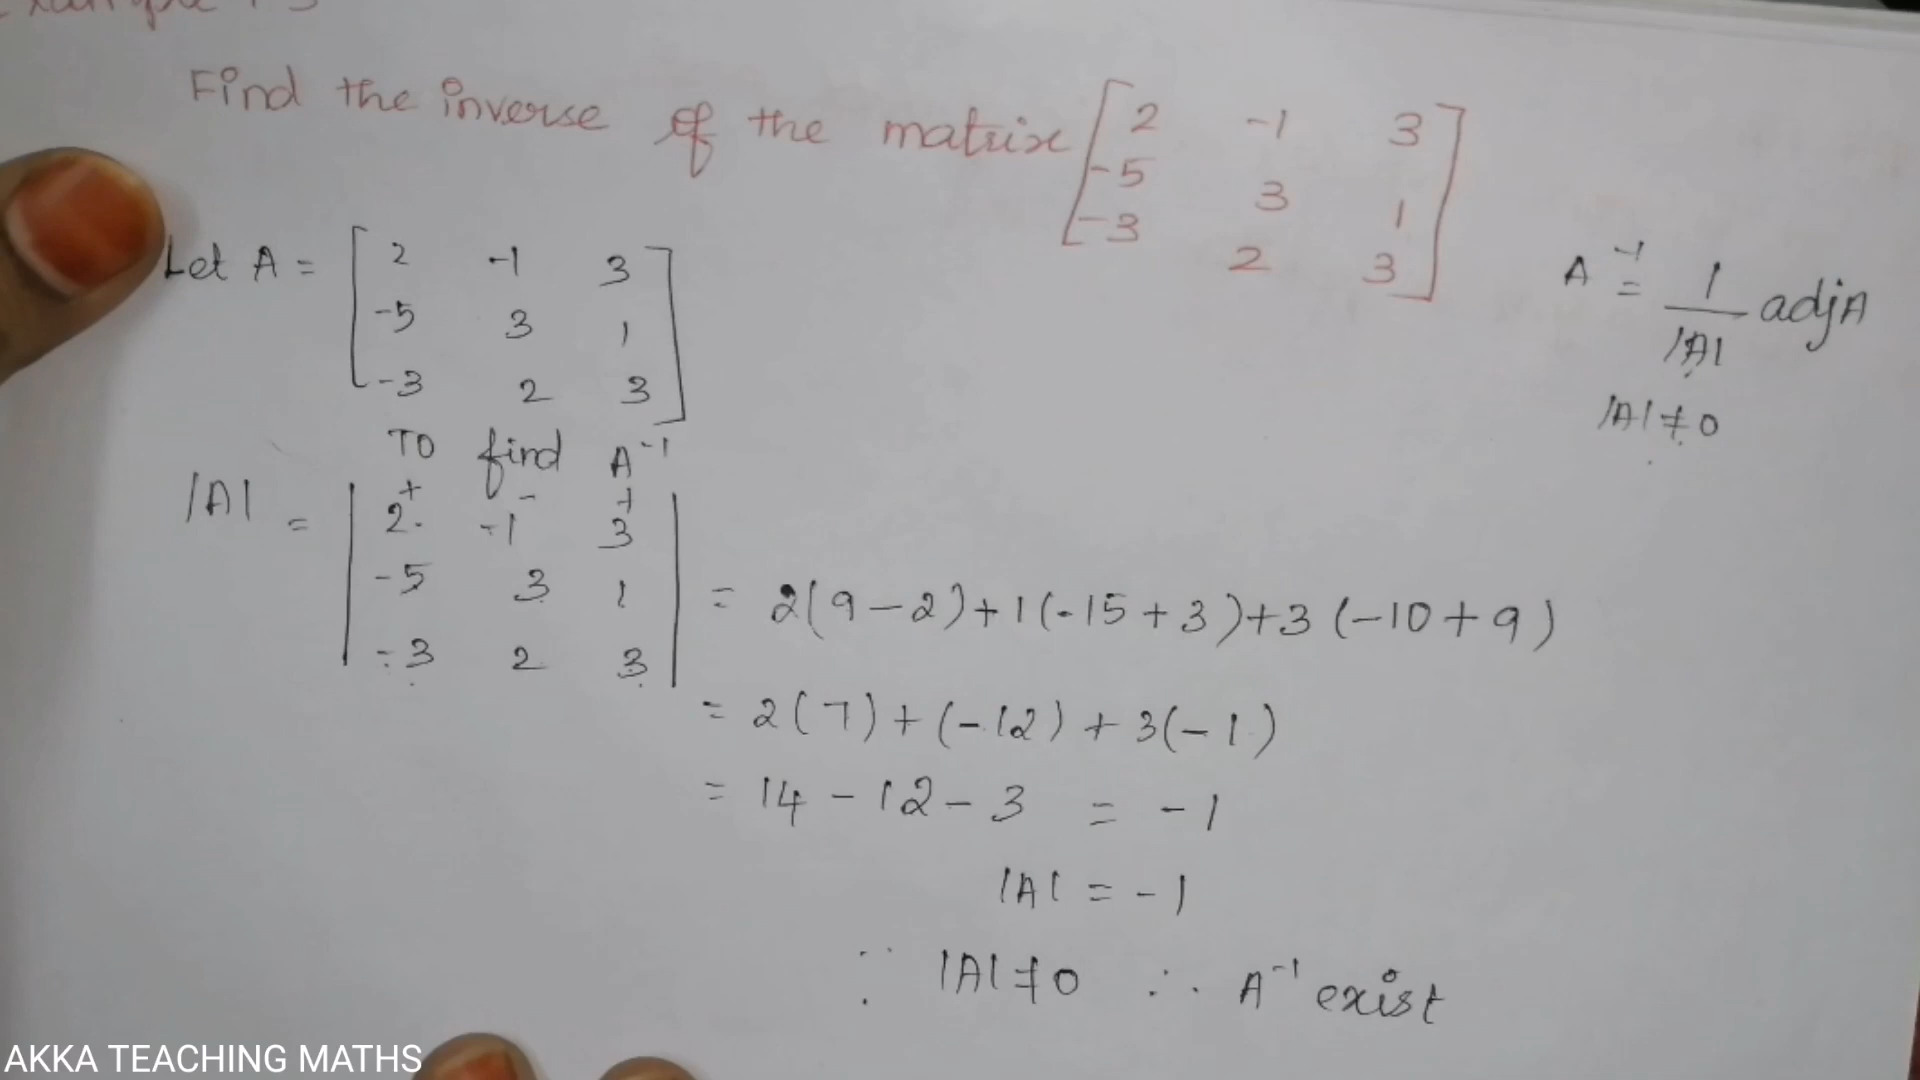 Find the inverse of the matrix [ 2 -1 3
-5 3 1
-3 2 3 ]
Let A = [ 2 -1 3
-5 3 1
-3 2 3 ]
A⁻¹ = 1/|A| adjA
|A| ≠ 0
To find A⁻¹
+ - +
|A| = | 2 -1 3
-5 3 1
-3 2 3 | = 2(9-2)+1(-15+3)+3(-10+9)
= 2(7)+(-12)+3(-1)
= 14-12-3 = -1
|A| = -1
∵ |A| ≠ 0 ∴ A⁻¹ exist
AKKA TEACHING MATHS